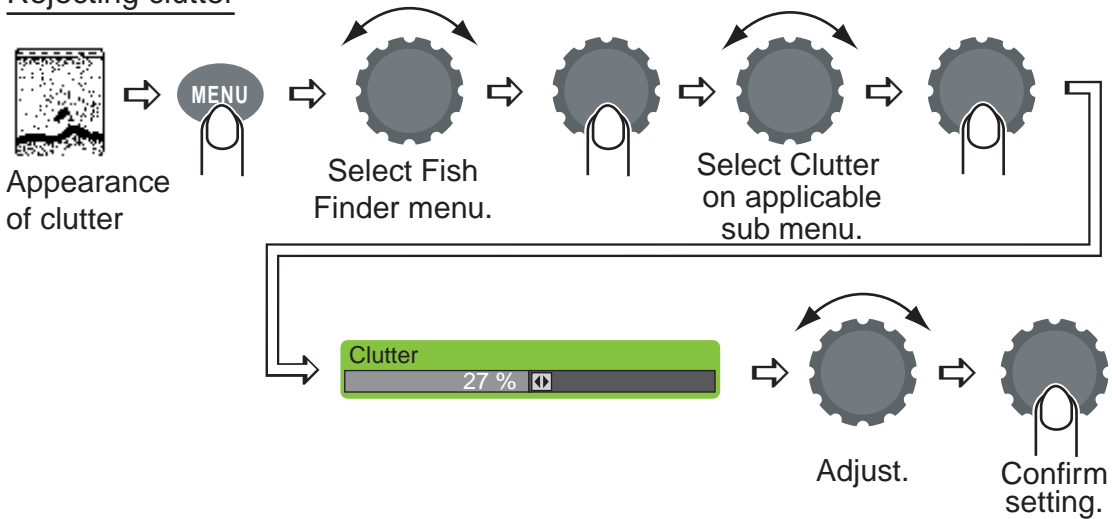 Rejecting clutter
MENU
Appearance
of clutter
Select Fish
Finder menu.
Select Clutter
on applicable
sub menu.
Clutter
27 %
Adjust.
Confirm
setting.